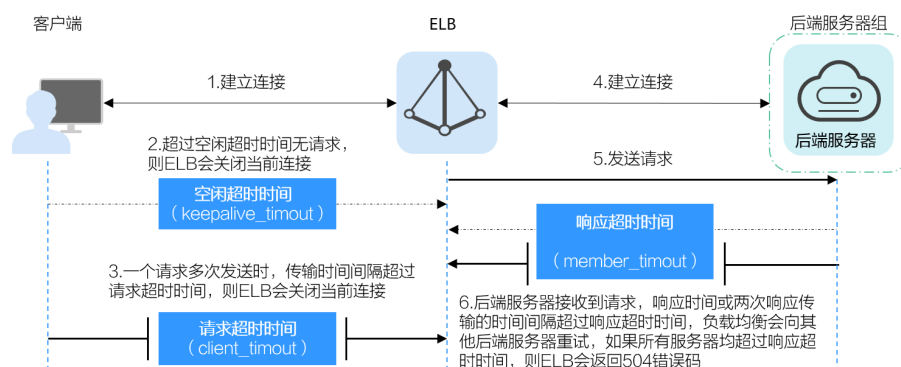 客户端
ELB
后端服务器组
1.建立连接
4.建立连接
后端服务器
2.超过空闲超时时间无请求，
则ELB会关闭当前连接
5.发送请求
空闲超时时间
（keepalive_timout）
响应超时时间
（member_timout）
3.一个请求多次发送时，传输时间间隔超过
请求超时时间，则ELB会关闭当前连接
6.后端服务器接收到请求，响应时间或两次响应传
输的时间间隔超过响应超时时间，负载均衡会向其
他后端服务器重试，如果所有服务器均超过响应超
时时间，则ELB会返回504错误码
请求超时时间
（client_timout）